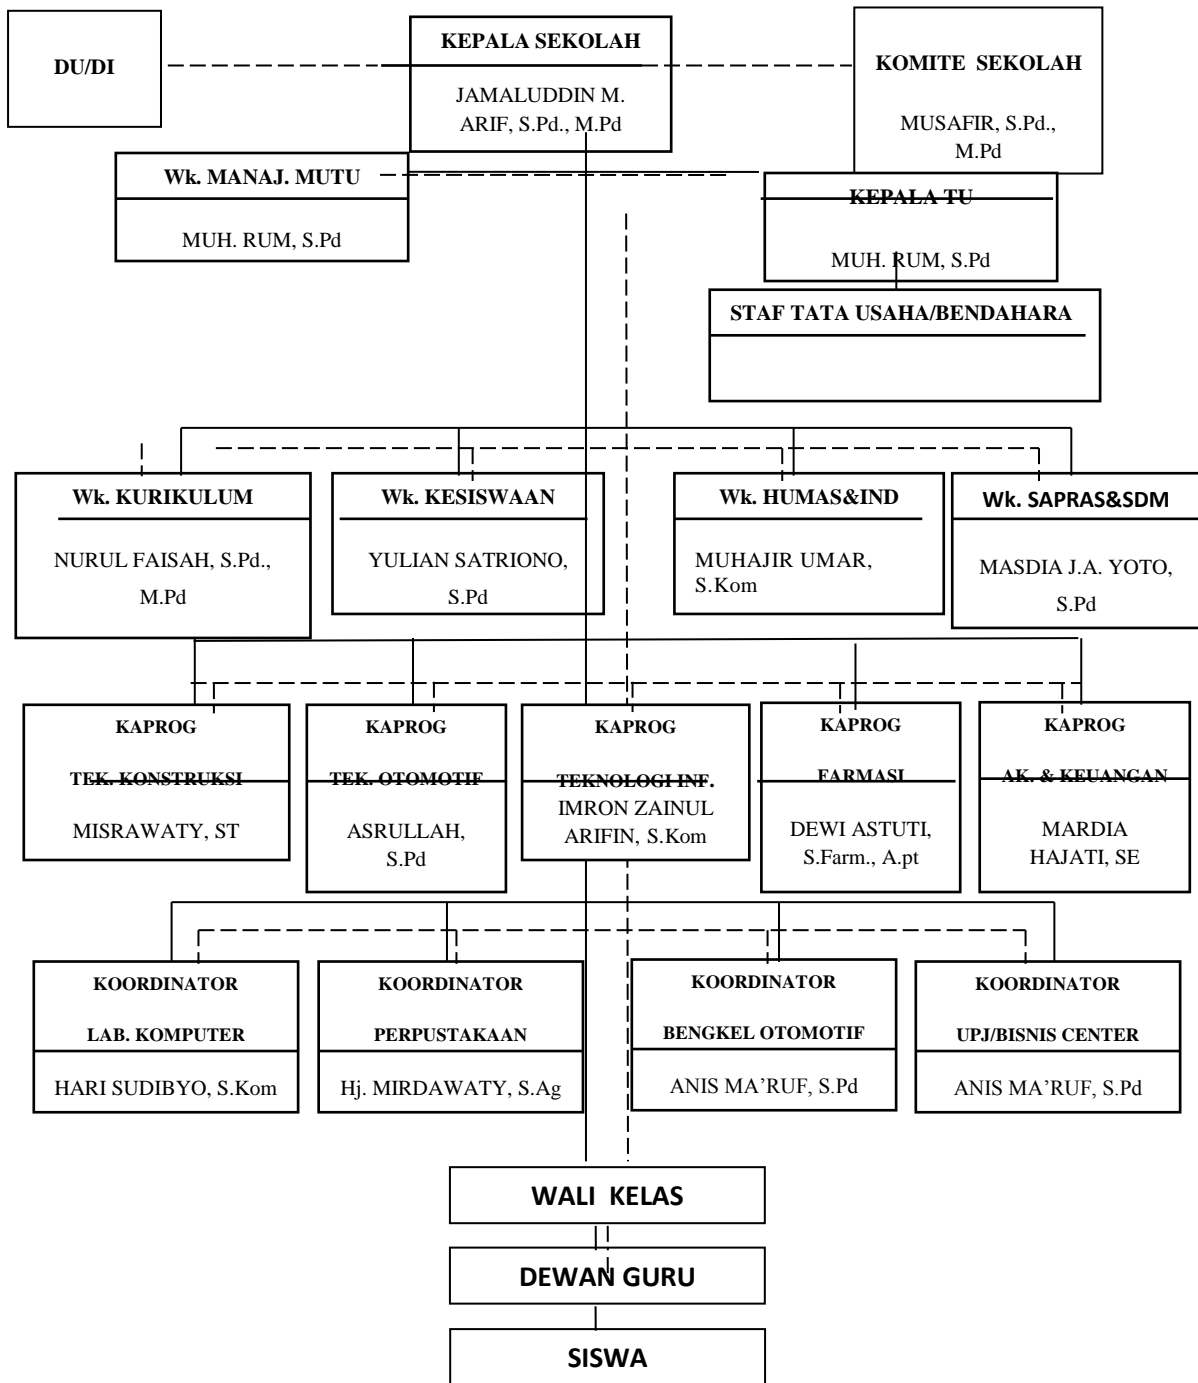 DU/DI
KEPALA SEKOLAH
JAMALUDDIN M.
ARIF, S.Pd., M.Pd
KOMITE SEKOLAH
MUSAFIR, S.Pd.,
M.Pd
Wk. MANAJ. MUTU
MUH. RUM, S.Pd
KEPALA TU
MUH. RUM, S.Pd
STAF TATA USAHA/BENDAHARA
Wk. KURIKULUM
NURUL FAISAH, S.Pd.,
M.Pd
Wk. KESISWAAN
YULIAN SATRIONO,
S.Pd
Wk. HUMAS&IND
MUHAJIR UMAR,
S.Kom
Wk. SAPRAS&SDM
MASDIA J.A. YOTO,
S.Pd
KAPROG
TEK. KONSTRUKSI
MISRAWATY, ST
KAPROG
TEK. OTOMOTIF
ASRULLAH,
S.Pd
KAPROG
TEKNOLOGI INF.
IMRON ZAINUL
ARIFIN, S.Kom
KAPROG
FARMASI
DEWI ASTUTI,
S.Farm., A.pt
KAPROG
AK. & KEUANGAN
MARDIA
HAJATI, SE
KOORDINATOR
LAB. KOMPUTER
HARI SUDIBYO, S.Kom
KOORDINATOR
PERPUSTAKAAN
Hj. MIRDAWATY, S.Ag
KOORDINATOR
BENGKEL OTOMOTIF
ANIS MA'RUF, S.Pd
KOORDINATOR
UPJ/BISNIS CENTER
ANIS MA'RUF, S.Pd
WALI KELAS
DEWAN GURU
SISWA